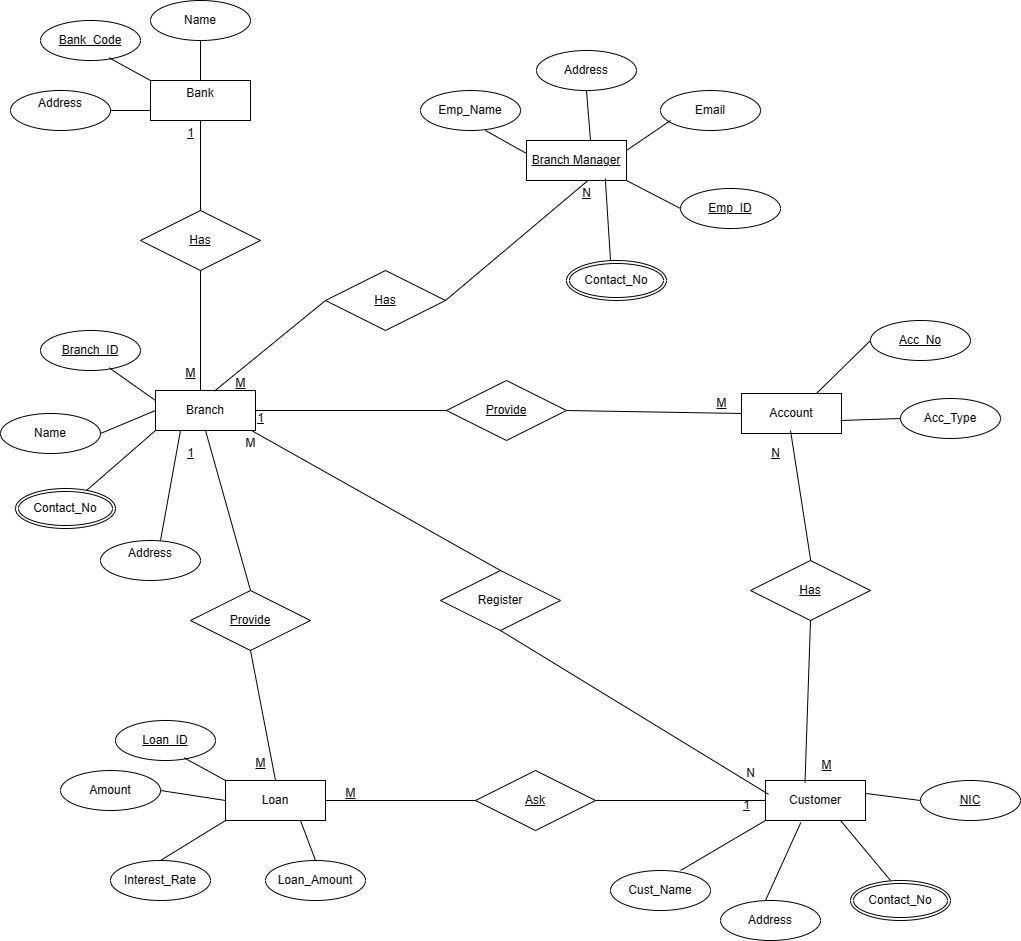 Name
Bank_Code
Bank
Address
1
Address
Emp_Name
Email
Branch Manager
N
Emp_ID
Has
Contact_No
Has
Branch_ID
M
M
Acc_No
Branch
1
Provide
M
Account
Acc_Type
Name
M
1
N
Contact_No
Address
Has
Register
Provide
Loan_ID
M
M
N
Amount
Loan
M
Ask
1
Customer
NIC
Interest_Rate
Loan_Amount
Cust_Name
Contact_No
Address